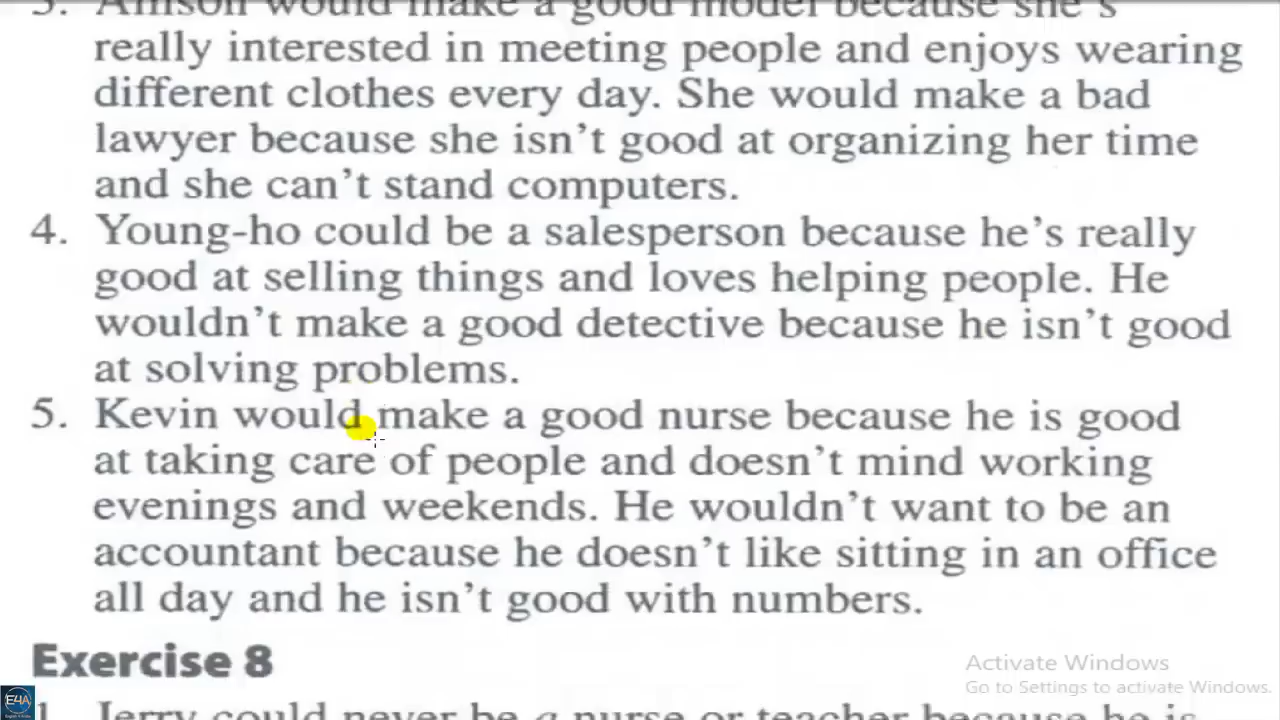 3. Allison would make a good model because she's
really interested in meeting people and enjoys wearing
different clothes every day. She would make a bad
lawyer because she isn't good at organizing her time
and she can't stand computers.
4. Young-ho could be a salesperson because he's really
good at selling things and loves helping people. He
wouldn't make a good detective because he isn't good
at solving problems.
5. Kevin would make a good nurse because he is good
at taking care of people and doesn't mind working
evenings and weekends. He wouldn't want to be an
accountant because he doesn't like sitting in an office
all day and he isn't good with numbers.
Exercise 8
Activate Windows
Go to Settings to activate Windows.
E4A
1. Jerry could never be a nurse or teacher because he is